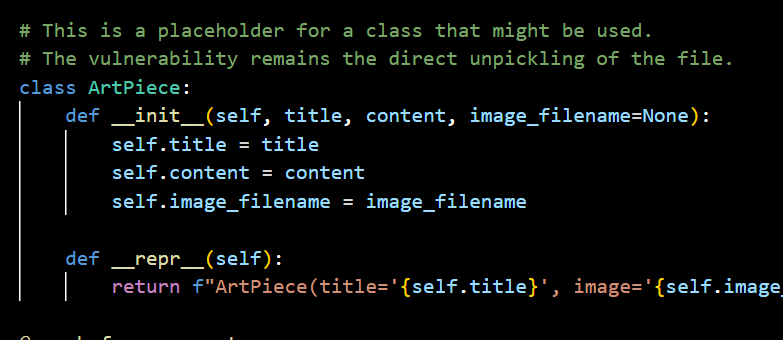 # This is a placeholder for a class that might be used.
# The vulnerability remains the direct unpickling of the file.
class ArtPiece:
    def __init__(self, title, content, image_filename=None):
        self.title = title
        self.content = content
        self.image_filename = image_filename
    def __repr__(self):
        return f"ArtPiece(title='{self.title}', image='{self.image_